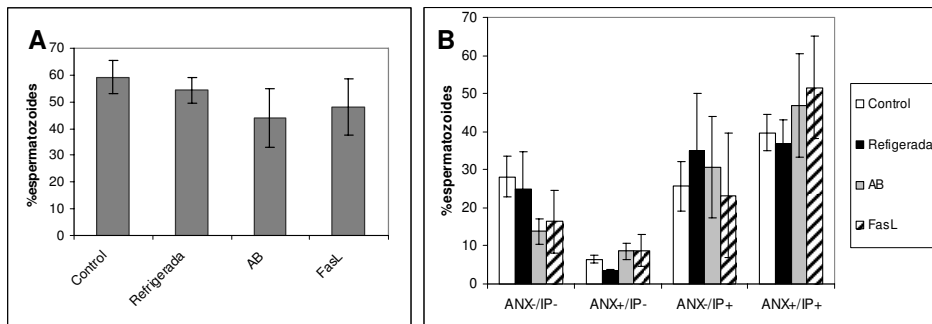 A
%espermatozoides
70
60
50
40
30
20
10
0
Control
Refrigerada
AB
FasL
B
%espermatozoides
70
60
50
40
30
20
10
0
ANX-/IP-
ANX+/IP-
ANX-/IP+
ANX+/IP+
Control
Refigerada
AB
FasL